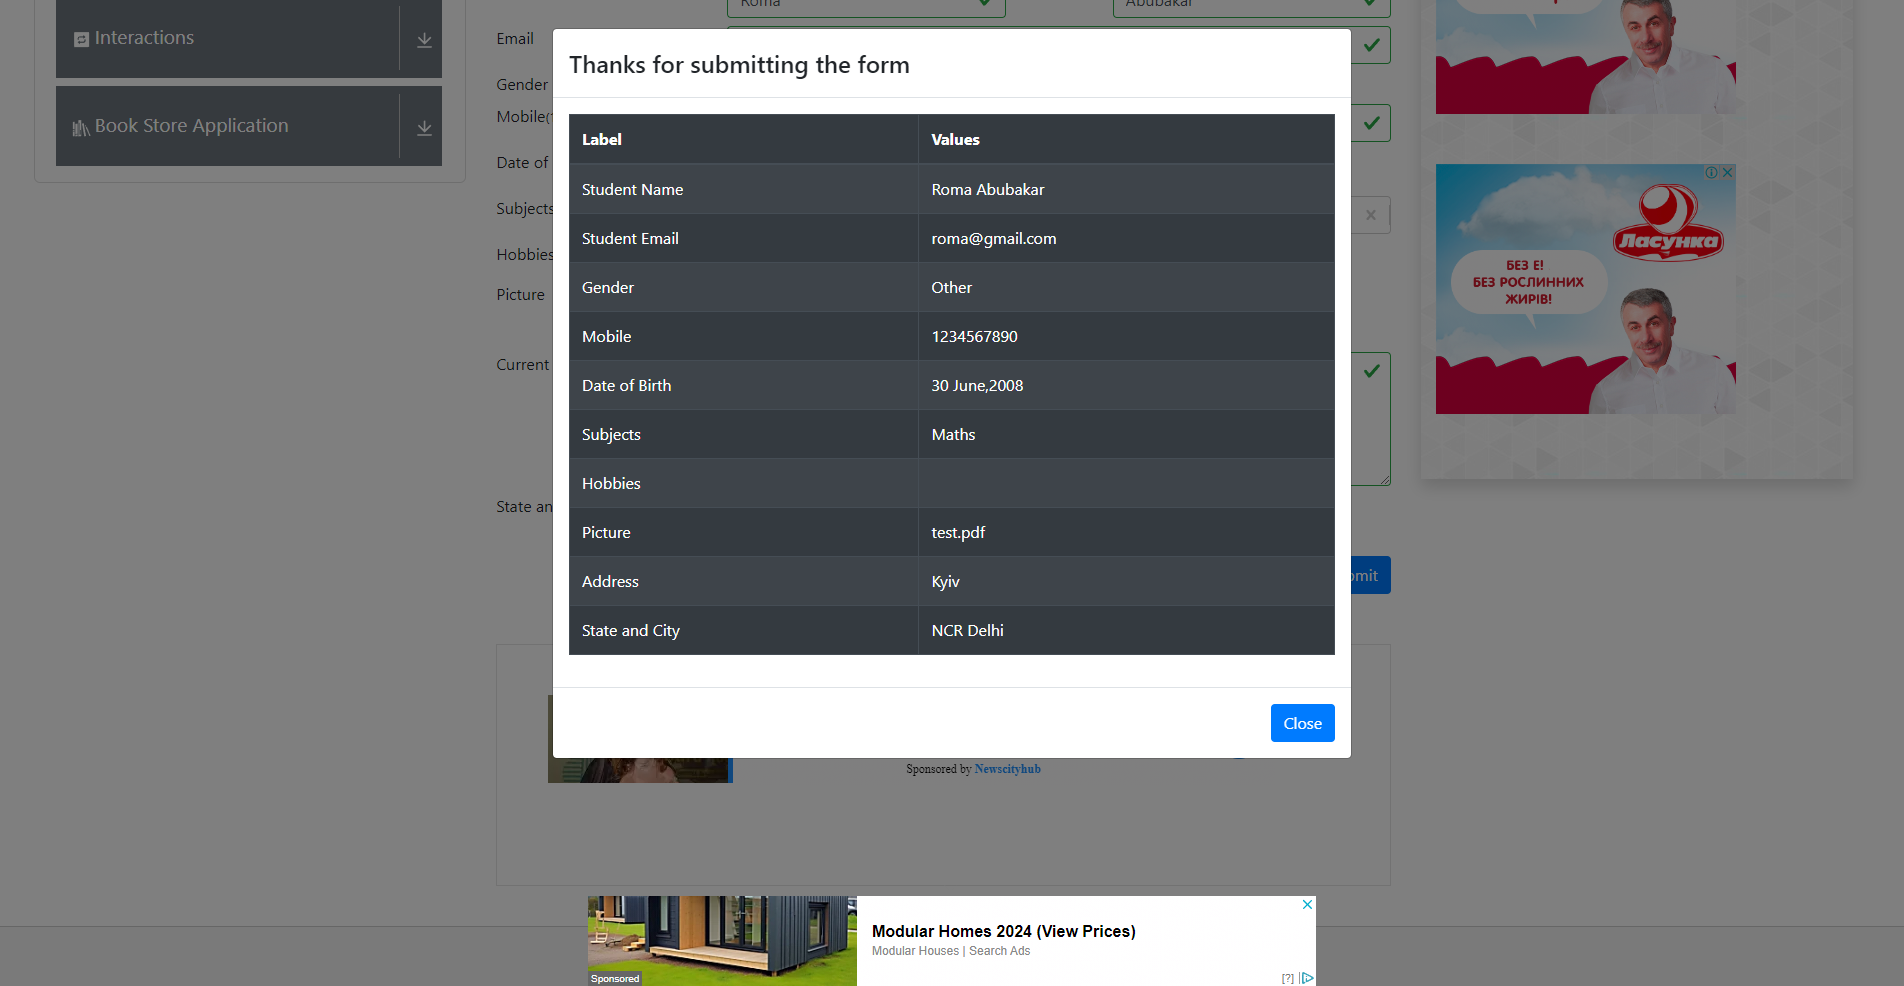 Interactions
Book Store Application
Roma
Abubakar
Email
Gender
Mobile
Date of
Subjects
Hobbies
Picture
Current
State an
Thanks for submitting the form
Label Values
Student Name Roma Abubakar
Student Email roma@gmail.com
Gender Other
Mobile 1234567890
Date of Birth 30 June,2008
Subjects Maths
Hobbies
Picture test.pdf
Address Kyiv
State and City NCR Delhi
Close
Sponsored by Newscityhub
Ласунка
БЕЗ Е!
БЕЗ РОСЛИННИХ
ЖИРІВ!
Modular Homes 2024 (View Prices)
Modular Houses | Search Ads
Sponsored
[?]